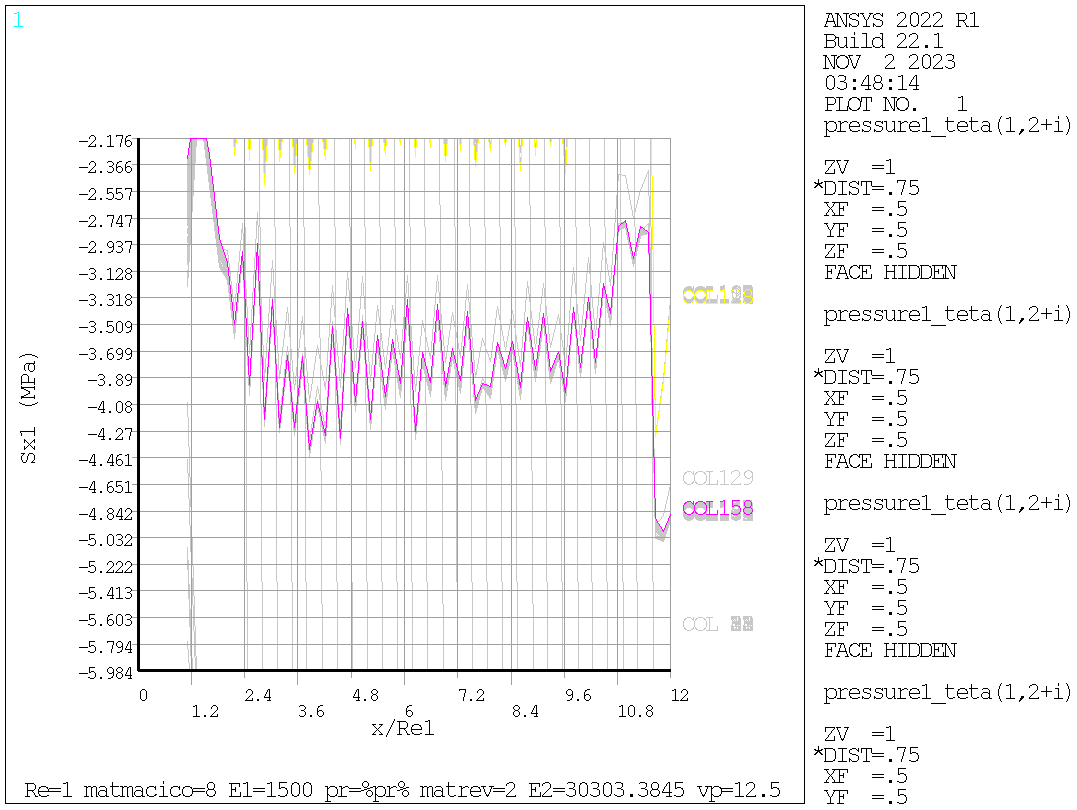 1
ANSYS 2022 R1
Build 22.1
NOV  2 2023
03:48:14
PLOT NO.   1
pressure1_teta(1,2+i)
ZV  =1
*DIST=.75
XF  =.5
YF  =.5
ZF  =.5
FACE HIDDEN
pressure1_teta(1,2+i)
ZV  =1
*DIST=.75
XF  =.5
YF  =.5
ZF  =.5
FACE HIDDEN
pressure1_teta(1,2+i)
ZV  =1
*DIST=.75
XF  =.5
YF  =.5
ZF  =.5
FACE HIDDEN
pressure1_teta(1,2+i)
ZV  =1
*DIST=.75
XF  =.5
YF  =.5
-2.176
-2.366
-2.557
-2.747
-2.937
-3.128
-3.318
-3.509
-3.699
-3.89
-4.08
-4.27
-4.461
-4.651
-4.842
-5.032
-5.222
-5.413
-5.603
-5.794
-5.984
Sx1 (MPa)
COL129
COL158
COL
0
1.2
2.4
3.6
4.8
6
7.2
8.4
9.6
10.8
12
x/Re1
Re=1 matmacico=8 E1=1500 pr=%pr% matrev=2 E2=30303.3845 vp=12.5